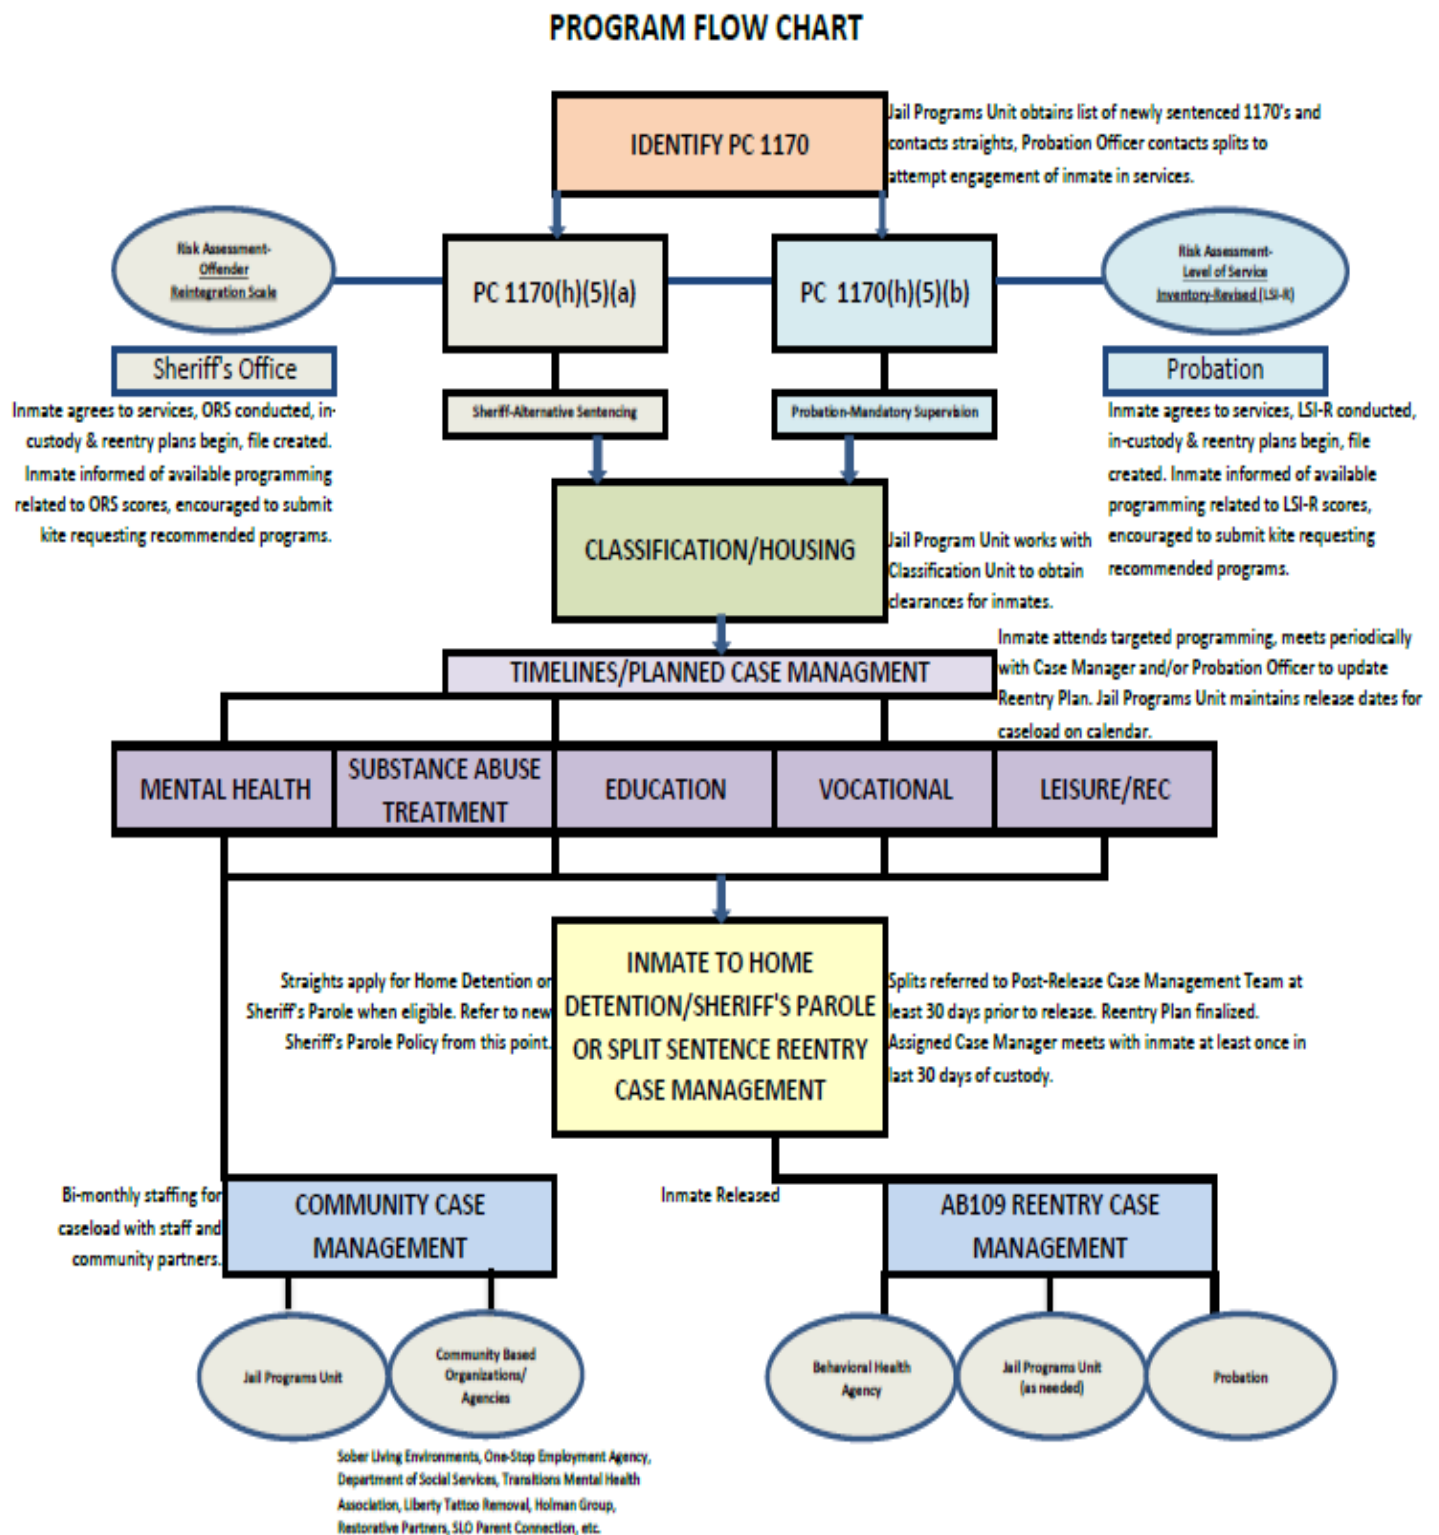 PROGRAM FLOW CHART
IDENTIFY PC 1170
Jail Programs Unit obtains list of newly sentenced 1170's and
contacts straights, Probation Officer contacts splits to
attempt engagement of inmate in services.
Risk Assessment-
Offender
Reintegration Scale
PC 1170(h)(5)(a)
PC 1170(h)(5)(b)
Risk Assessment-
Level of Service
Inventory-Revised (LSI-R)
Sheriff's Office
Probation
Inmate agrees to services, ORS conducted, in-
custody & reentry plans begin, file created.
Inmate informed of available programming
related to ORS scores, encouraged to submit
kite requesting recommended programs.
Sheriff-Alternative Sentencing
Probation-Mandatory Supervision
Inmate agrees to services, LSI-R conducted,
in-custody & reentry plans begin, file
created. Inmate informed of available
programming related to LSI-R scores,
encouraged to submit kite requesting
recommended programs.
CLASSIFICATION/HOUSING
Jail Program Unit works with
Classification Unit to obtain
clearances for inmates.
TIMELINES/PLANNED CASE MANAGMENT
Inmate attends targeted programming, meets periodically
with Case Manager and/or Probation Officer to update
Reentry Plan. Jail Programs Unit maintains release dates for
caseload on calendar.
MENTAL HEALTH
SUBSTANCE ABUSE
TREATMENT
EDUCATION
VOCATIONAL
LEISURE/REC
Straights apply for Home Detention or
Sheriff's Parole when eligible. Refer to new
Sheriff's Parole Policy from this point.
INMATE TO HOME
DETENTION/SHERIFF'S PAROLE
OR SPLIT SENTENCE REENTRY
CASE MANAGEMENT
Splits referred to Post-Release Case Management Team at
least 30 days prior to release. Reentry Plan finalized.
Assigned Case Manager meets with inmate at least once in
last 30 days of custody.
Bi-monthly staffing for
caseload with staff and
community partners.
COMMUNITY CASE
MANAGEMENT
Inmate Released
AB109 REENTRY CASE
MANAGEMENT
Jail Programs Unit
Community Based
Organizations/
Agencies
Behavioral Health
Agency
Jail Programs Unit
(as needed)
Probation
Sober Living Environments, One-Stop Employment Agency,
Department of Social Services, Transitions Mental Health
Association, Liberty Tattoo Removal, Holman Group,
Restorative Partners, SLO Parent Connection, etc.